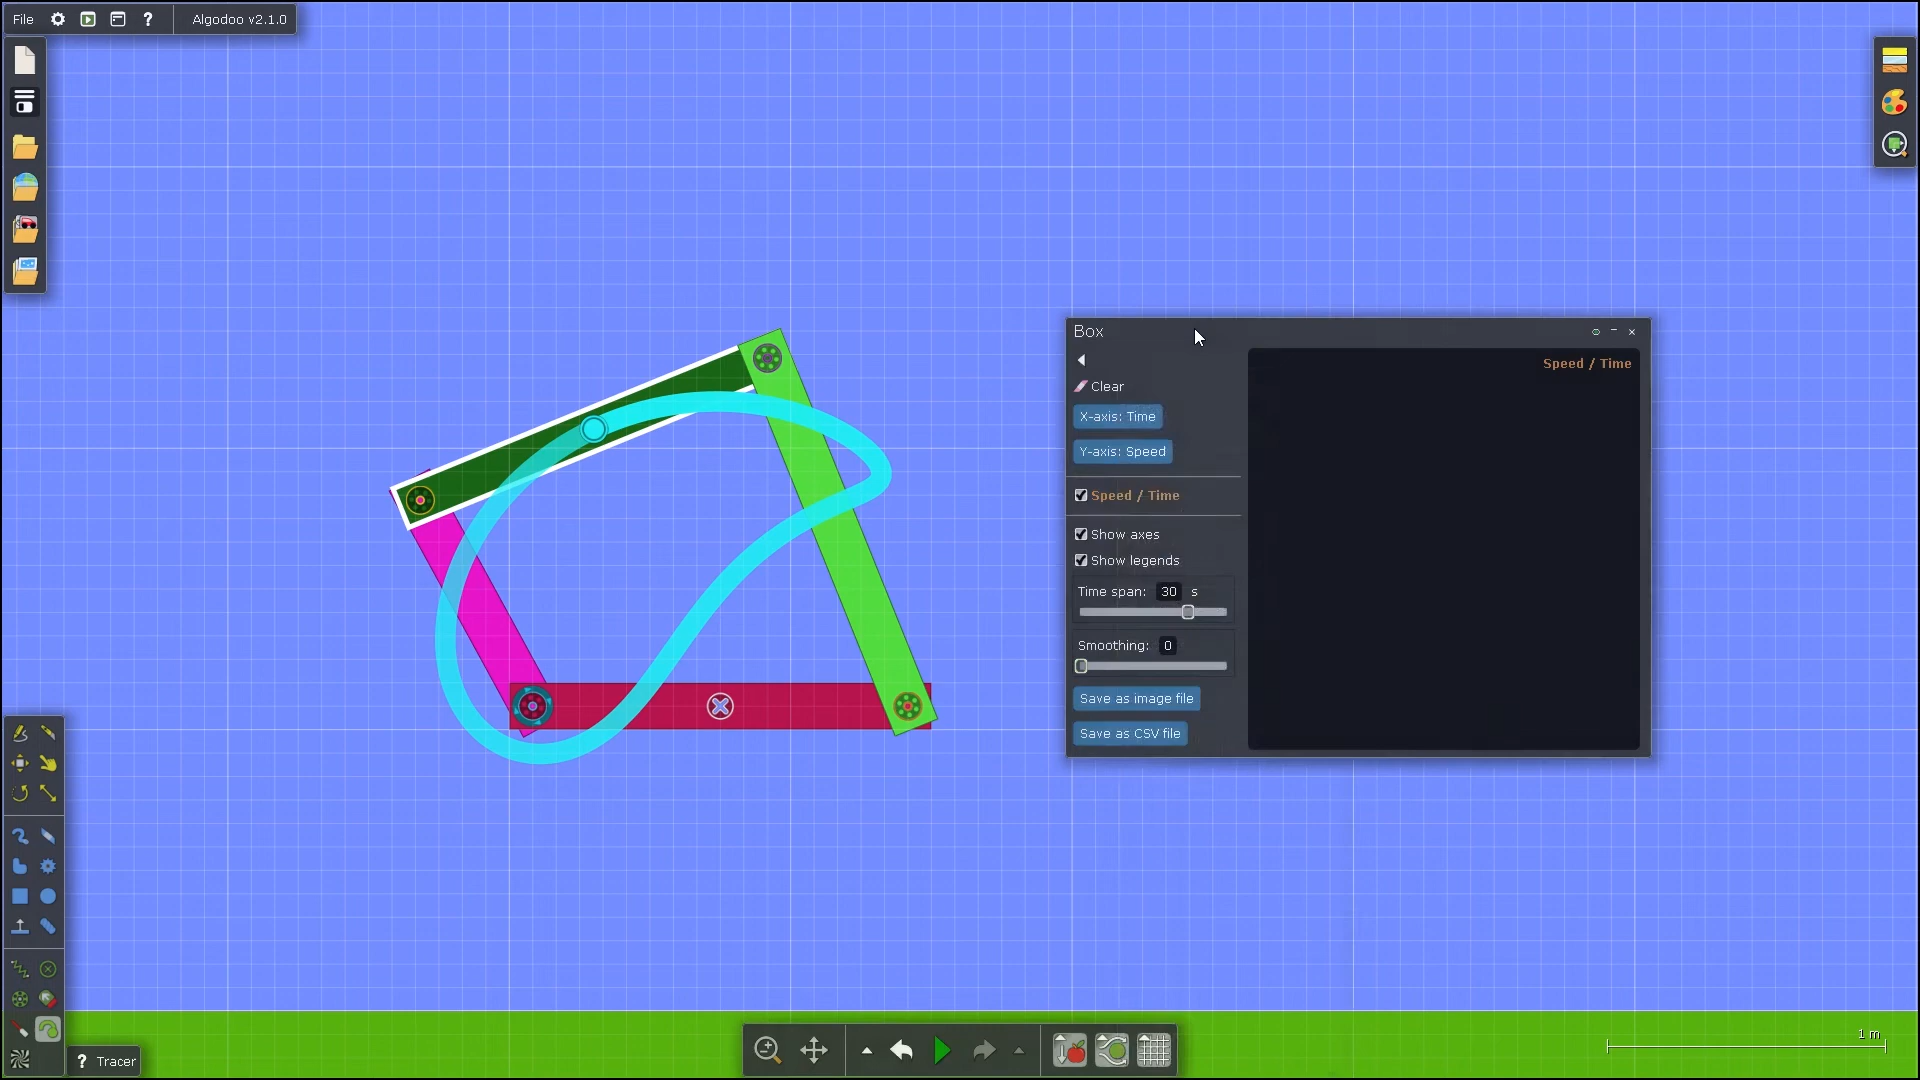 File ? Algodoo v2.1.0
Box
Clear
X-axis: Time
Y-axis: Speed
Speed / Time
Show axes
Show legends
Time span: 30 s
Smoothing: 0
Save as image file
Save as CSV file
Speed / Time
1 m
? Tracer